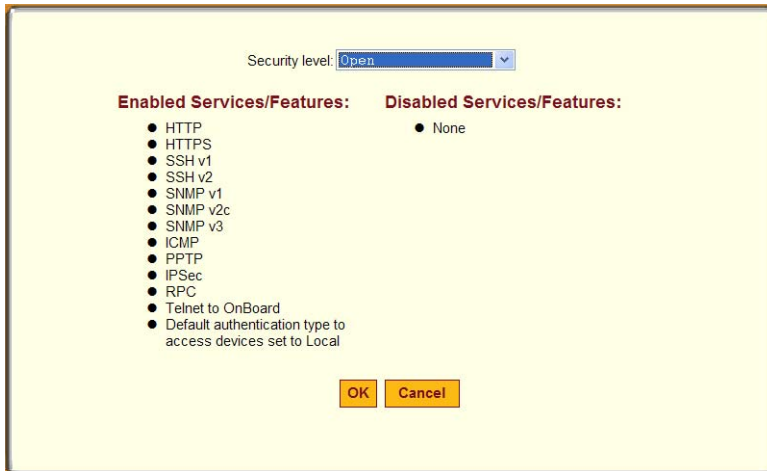 Security level: Open
Enabled Services/Features:
HTTP
HTTPS
SSH v1
SSH v2
SNMP v1
SNMP v2c
SNMP v3
ICMP
PPTP
IPSec
RPC
Telnet to OnBoard
Default authentication type to
access devices set to Local
Disabled Services/Features:
None
OK
Cancel